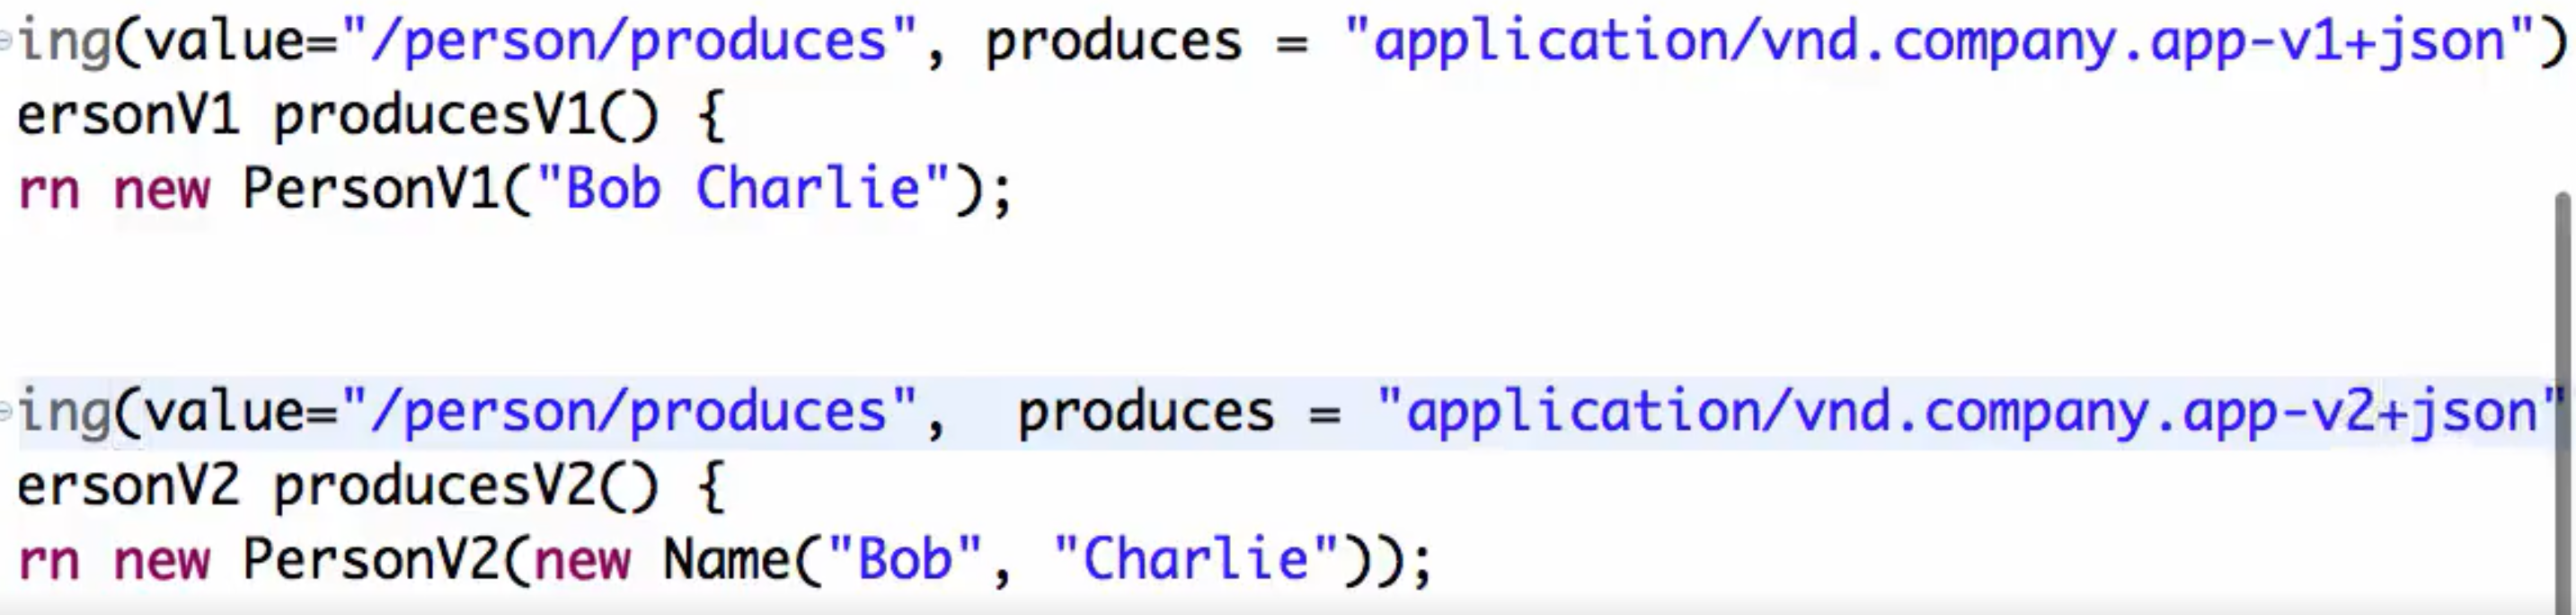 ing(value="/person/produces", produces = "application/vnd.company.app-v1+json")
ersonV1 producesV1() {
rn new PersonV1("Bob Charlie");
ing(value="/person/produces",  produces = "application/vnd.company.app-v2+json"
ersonV2 producesV2() {
rn new PersonV2(new Name("Bob", "Charlie"));